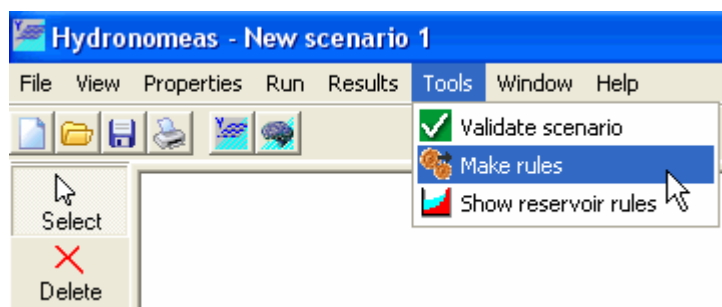 Hydronomeas - New scenario 1
File View Properties Run Results Tools Window Help
Validate scenario
Make rules
Show reservoir rules
Select
Delete